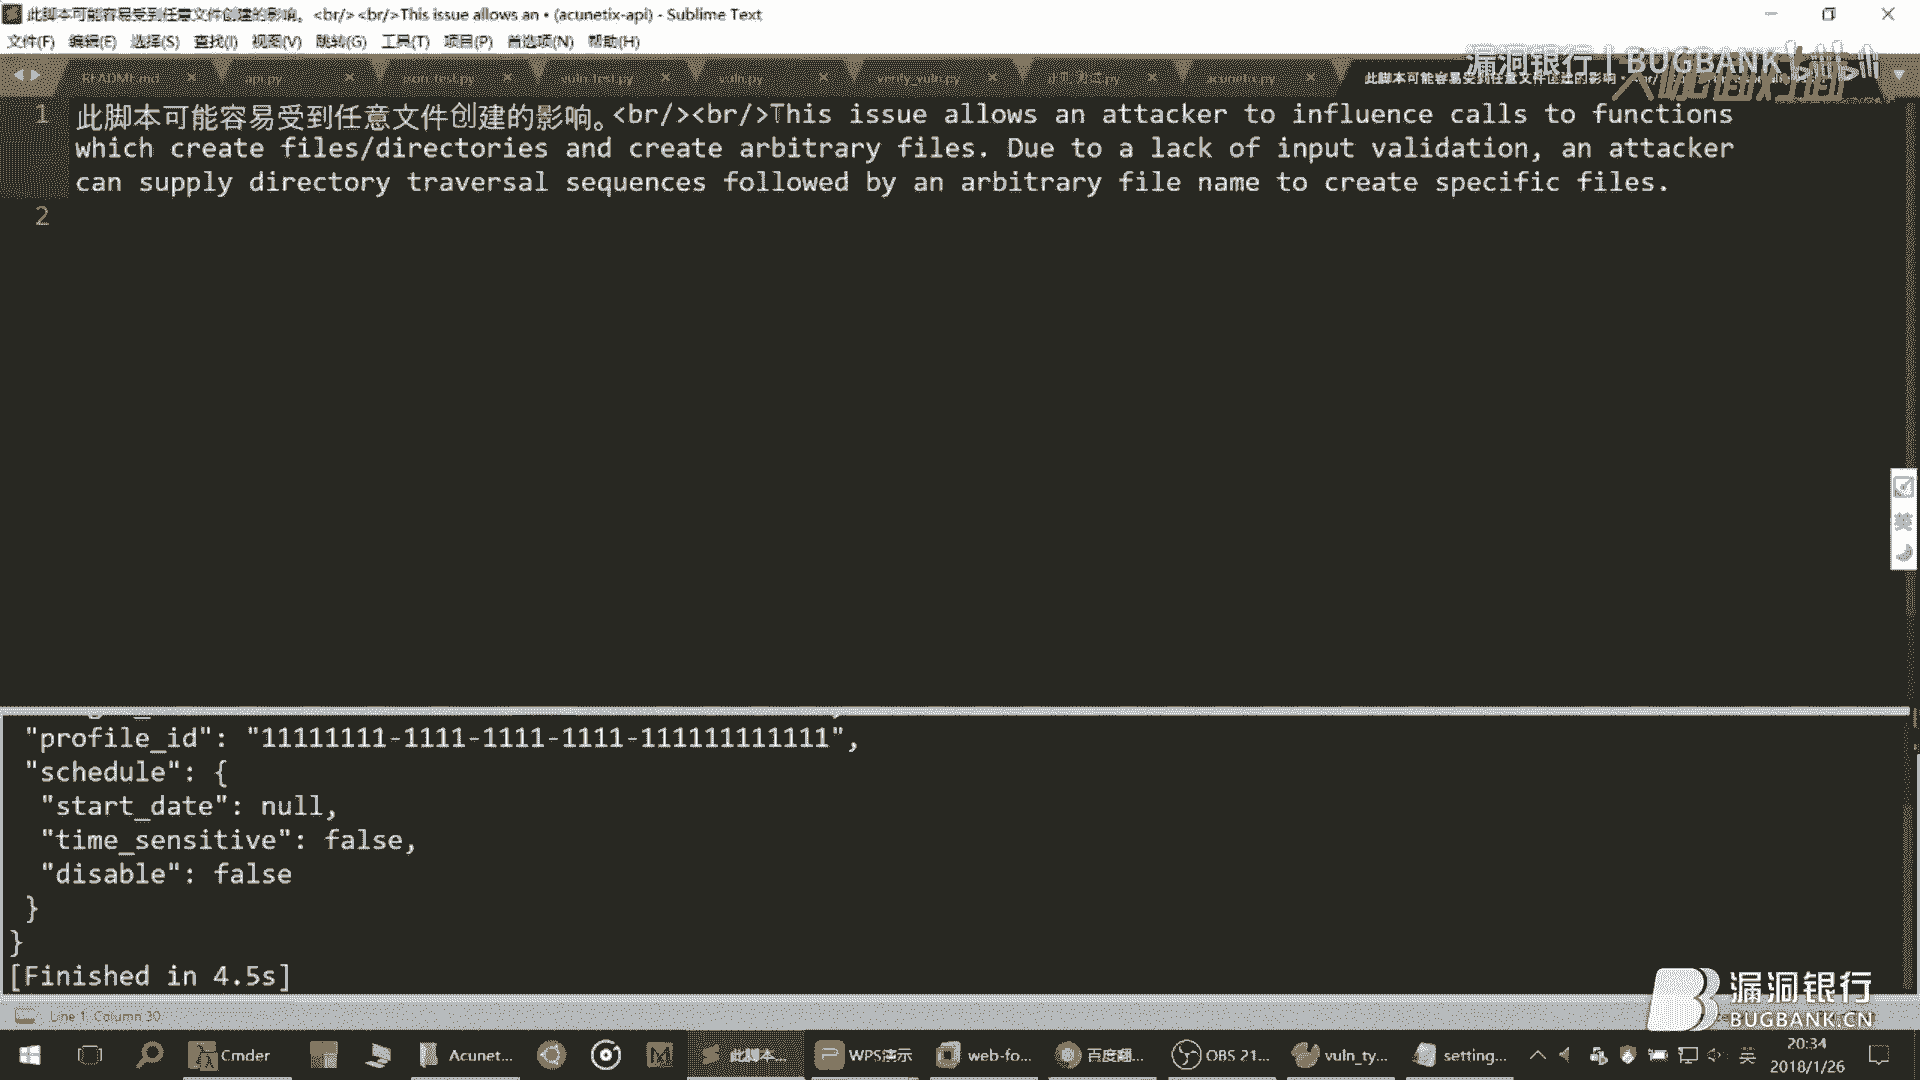 此脚本可能容易受到任意文件创建的影响。<br/><br/>This issue allows an • (acunetix-api) - Sublime Text
文件(F) 编辑(E) 选择(S) 查找(I) 视图(V) 跳转(G) 工具(T) 项目(P) 首选项(N) 帮助(H)
漏洞银行 | BUGBANK
README.md api.py json_test.py vuln_test.py vuln.py verify_vuln.py acunetix.py 此脚本可能容易受到任意文件创建的影响
1 此脚本可能容易受到任意文件创建的影响。<br/><br/>This issue allows an attacker to influence calls to functions
which create files/directories and create arbitrary files. Due to a lack of input validation, an attacker
can supply directory traversal sequences followed by an arbitrary file name to create specific files.
2
英
"profile_id": "11111111-1111-1111-1111-111111111111",
"schedule": {
"start_date": null,
"time_sensitive": false,
"disable": false
}
}
[Finished in 4.5s]
漏洞银行
BUGBANK.CN
Line 1, Column 30
Cmder Acunet... 此脚本... WPS演示 web-fo... 百度翻... OBS 21... vuln_ty... setting... 英 20:34
2018/1/26